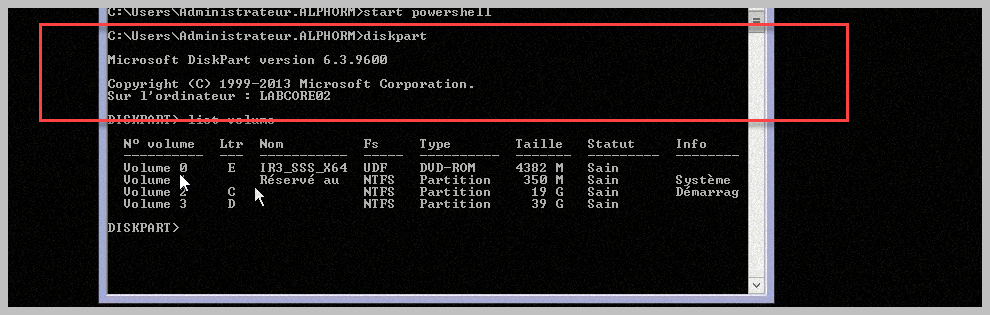 C:\Users\Administrateur.ALPHORM>start powershell
C:\Users\Administrateur.ALPHORM>diskpart
Microsoft DiskPart version 6.3.9600
Copyright (C) 1999-2013 Microsoft Corporation.
Sur l'ordinateur : LABCORE02
DISKPART> list volume
N° volume Ltr Nom Fs Type Taille Statut Info
---------- --- ----------- ----- ---------- ------- --------- --------
Volume 0 E IR3_SSS_X64 UDF DVD-ROM 4382 M Sain
Volume Réservé au NTFS Partition 350 M Sain Système
Volume 2 C NTFS Partition 19 G Sain Démarrag
Volume 3 D NTFS Partition 39 G Sain
DISKPART>